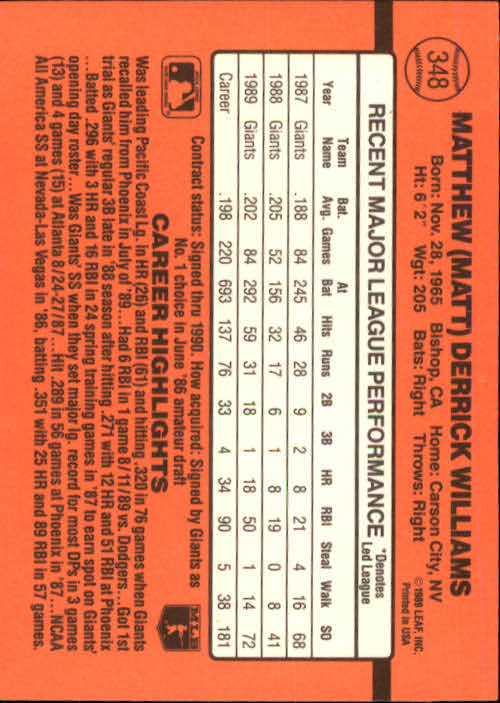 348
MATTHEW (MATT) DERRICK WILLIAMS
Born: Nov. 28, 1965 Bishop, CA Home: Carson City, NV
Ht: 6' 2" Wgt: 205 Bats: Right Throws: Right
© 1989 LEAF, INC.
Printed in USA
RECENT MAJOR LEAGUE PERFORMANCE
*Denotes
Led League
Year Team Name Bat. Avg. Games At Bat Hits Runs 2B 3B HR RBI Steal Walk SO
1987 Giants .188 84 245 46 28 9 2 8 21 4 16 68
1988 Giants .205 52 156 32 17 6 1 8 19 0 8 41
1989 Giants .202 84 292 59 31 18 1 18 50 1 14 72
Career .198 220 693 137 76 33 4 34 90 5 38 181
Contract status: Signed thru 1990. How acquired: Signed by Giants as
No. 1 choice in June '86 amateur draft
CAREER HIGHLIGHTS
MLB
Was leading Pacific Coast Lg. in HR (26) and RBI (61) and hitting .320 in 76 games when Giants
recalled him from Phoenix in July of '89...Had 6 RBI in 1 game 8/11/89 vs. Dodgers...Got 1st
trial as Giants' regular 3B late in '88 season after hitting .271 with 12 HR and 51 RBI at Phoenix
...Batted .296 with 3 HR and 16 RBI in 24 spring training games in '87 to earn spot on Giants'
opening day roster...Was Giants' SS when they set major lg. record for most DPs in 3 games
(13) and 4 games (15) at Atlanta 8/24-27/87...Hit .289 in 56 games at Phoenix in '87...NCAA
All America SS at Nevada-Las Vegas in '86, batting .351 with 25 HR and 89 RBI in 57 games.